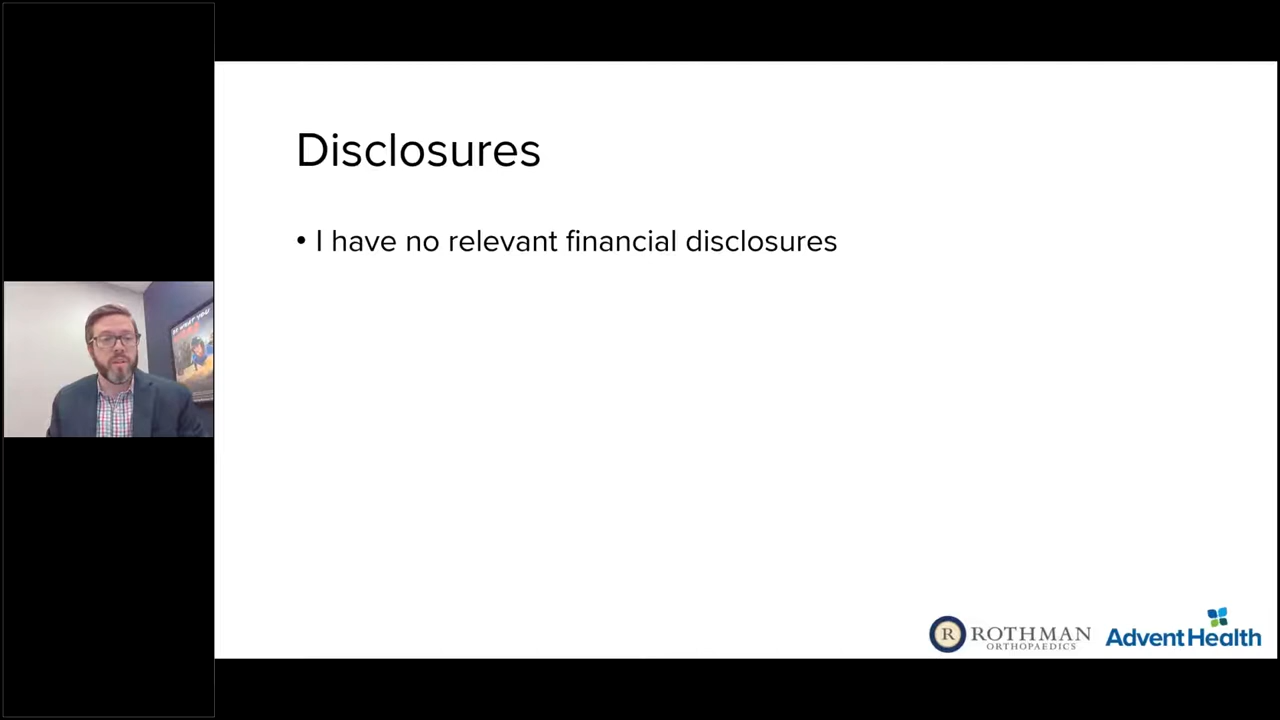 Disclosures
• I have no relevant financial disclosures
R ROTHMAN
ORTHOPAEDICS
AdventHealth